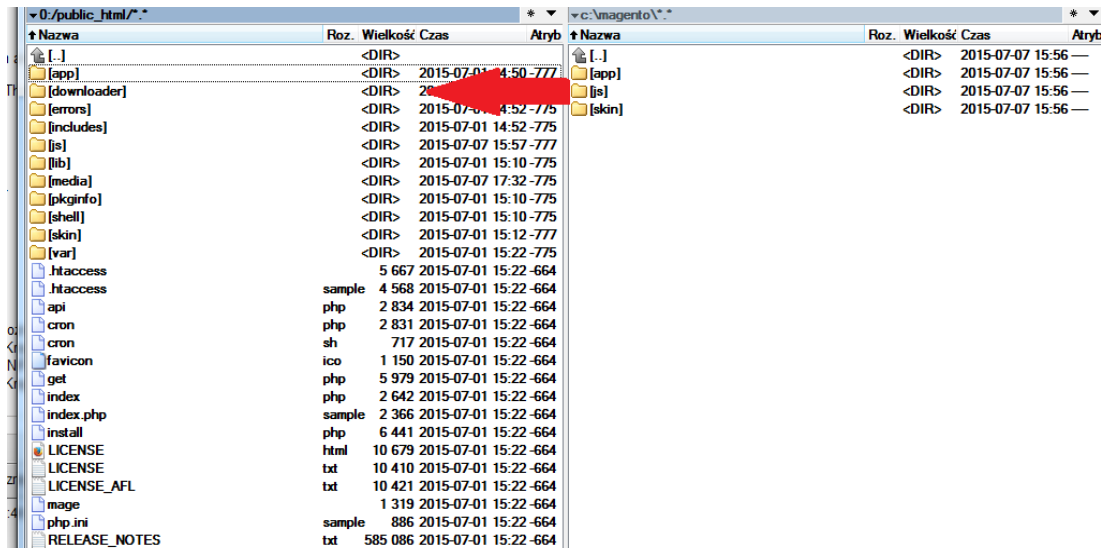 0:/public_html/*.* * c:\magento\*.* *
Nazwa Roz. Wielkość Czas Atryb Nazwa Roz. Wielkość Czas Atryb
[..] <DIR> [..] <DIR> 2015-07-07 15:56 ----
[app] <DIR> 2015-07-01 14:50 -777 [app] <DIR> 2015-07-07 15:56 ----
[downloader] <DIR> [js] <DIR> 2015-07-07 15:56 ----
[errors] <DIR> 2015-07-01 14:52 -775 [skin] <DIR> 2015-07-07 15:56 ----
[includes] <DIR> 2015-07-01 14:52 -775
[js] <DIR> 2015-07-07 15:57 -777
[lib] <DIR> 2015-07-01 15:10 -775
[media] <DIR> 2015-07-07 17:32 -775
[pkginfo] <DIR> 2015-07-01 15:10 -775
[shell] <DIR> 2015-07-01 15:10 -775
[skin] <DIR> 2015-07-01 15:12 -777
[var] <DIR> 2015-07-01 15:22 -775
.htaccess 5 667 2015-07-01 15:22 -664
.htaccess sample 4 568 2015-07-01 15:22 -664
api php 2 834 2015-07-01 15:22 -664
cron php 2 831 2015-07-01 15:22 -664
cron sh 717 2015-07-01 15:22 -664
favicon ico 1 150 2015-07-01 15:22 -664
get php 5 979 2015-07-01 15:22 -664
index php 2 642 2015-07-01 15:22 -664
index.php sample 2 366 2015-07-01 15:22 -664
install php 6 441 2015-07-01 15:22 -664
LICENSE html 10 679 2015-07-01 15:22 -664
LICENSE txt 10 410 2015-07-01 15:22 -664
LICENSE_AFL txt 10 421 2015-07-01 15:22 -664
mage 1 319 2015-07-01 15:22 -664
php.ini sample 886 2015-07-01 15:22 -664
RELEASE_NOTES txt 585 086 2015-07-01 15:22 -664